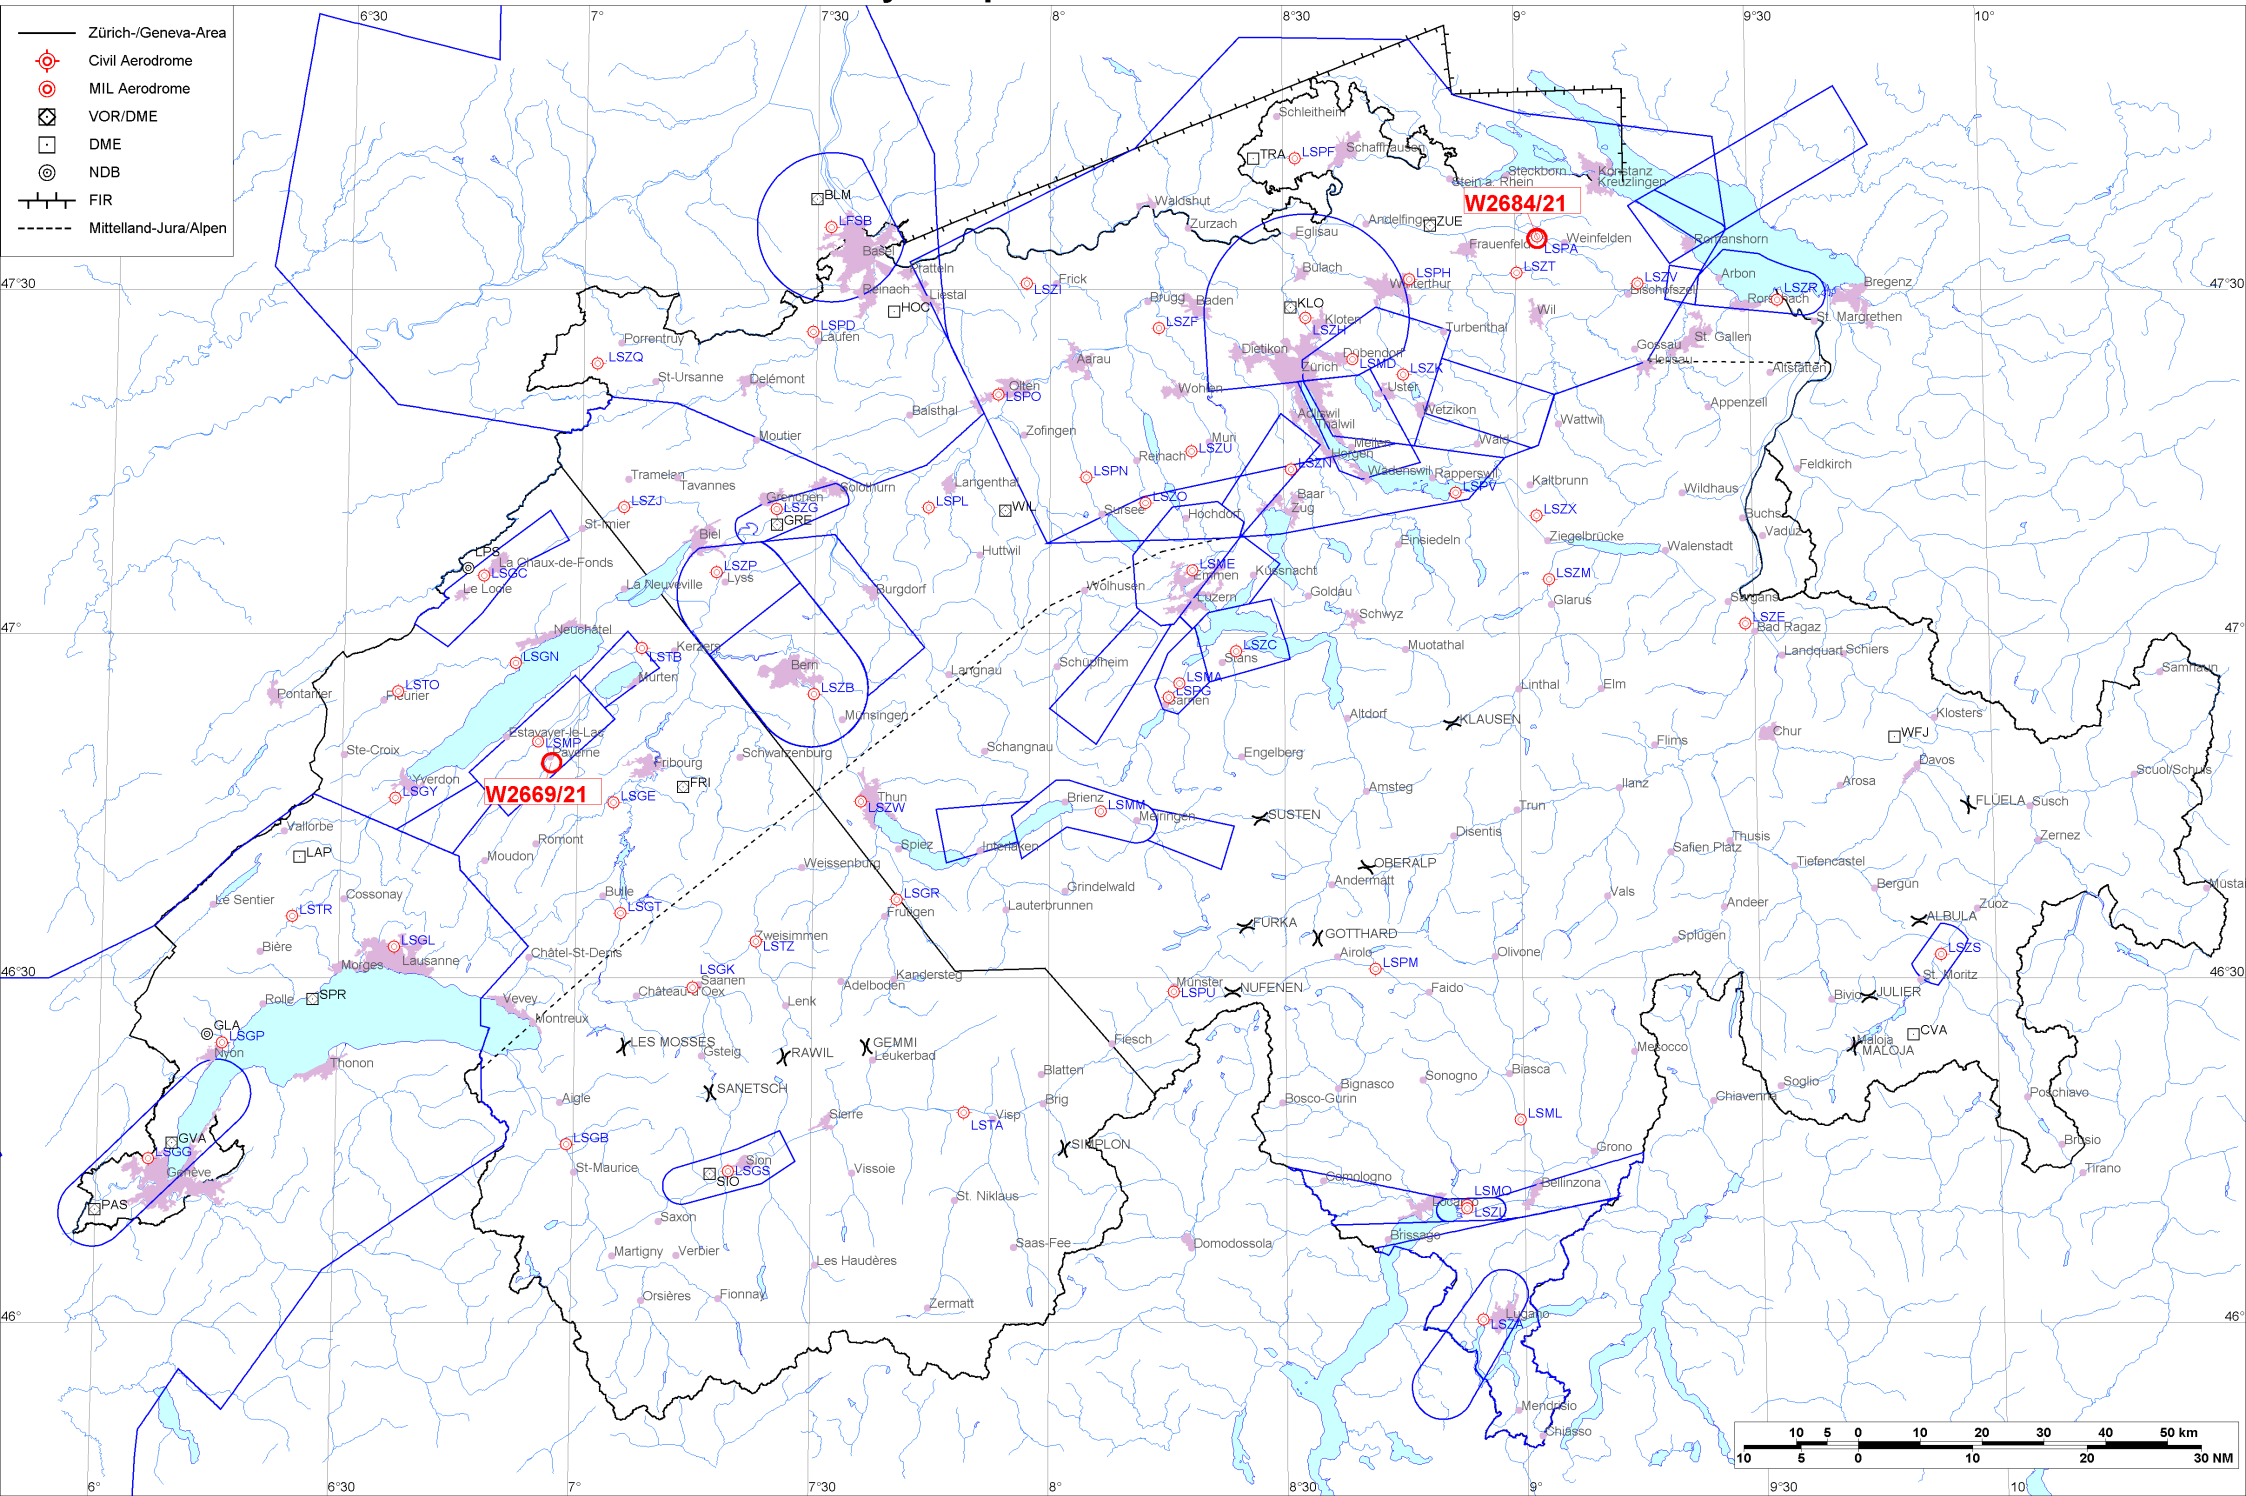 6°30
7°
7°30
8°
8°30
9°
9°30
10°
Zürich-/Geneva-Area
Civil Aerodrome
MIL Aerodrome
VOR/DME
DME
NDB
FIR
Mittelland-Jura/Alpen
Schleitheim
TRA
LSPF
Schaffhausen
Steckborn
Stein a. Rhein
Konstanz
Kreuzlingen
BLM
LFSB
Basel
Waldshut
Zurzach
Eglisau
Andelfingen
ZUE
W2684/21
LSPA
Weinfelden
Frauenfeld
Romanshorn
Pratteln
Reinach
Liestal
HOC
LSZI
Frick
Bülach
LSPH
Winterthur
LSZT
LSZV
Bischofszell
Arbon
LSZR
Rorschach
Bregenz
47°30
47°30
St. Margrethen
LSPD
Laufen
Brugg
Baden
LSZF
KLO
Kloten
LSZH
Turbenthal
Wil
St. Gallen
Gossau
Herisau
Altstätten
Porrentruy
LSZQ
St-Ursanne
Delémont
Aarau
Olten
LSPO
Dietikon
Zürich
Dübendorf
LSMD
LSZK
Uster
Wetzikon
Wohlen
Balsthal
Zofingen
Adliswil
Thalwil
Appenzell
Wattwil
Moutier
Muri
LSZU
Reinach
Meilen
Horgen
Wald
LSZN
Wädenswil
Rapperswil
LSPV
Feldkirch
Tramelan
Tavannes
LSZJ
Grenchen
Solothurn
LSZG
GRE
Langenthal
LSPL
WIL
LSPN
LSZO
Sursee
Hochdorf
Baar
Zug
Kaltbrunn
LSZX
Wildhaus
Buchs
Vaduz
St-Imier
Biel
Einsiedeln
Ziegelbrücke
Walenstadt
LPS
La Chaux-de-Fonds
LSGC
Le Locle
Huttwil
La Neuveville
LSZP
Lyss
Burgdorf
Wolhusen
LSME
Emmen
Luzern
Küssnacht
Goldau
Schwyz
LSZM
Glarus
Sargans
LSZE
Bad Ragaz
47°
47°
Neuchâtel
LSGN
LSTB
Kerzers
Murten
Bern
LSZB
Langnau
Schüpfheim
LSZC
Stans
Muotathal
Landquart
Schiers
Samnaun
LSTO
Fleurier
Pontarlier
LSMA
LSPG
Sarnen
Linthal
Elm
Münsingen
Altdorf
KLAUSEN
Klosters
Ste-Croix
Estavayer-le-Lac
LSMP
Payerne
Fribourg
FRI
Schwarzenburg
Schangnau
Engelberg
Flims
Chur
WFJ
Davos
Scuol/Schuls
Yverdon
LSGY
W2669/21
LSGE
Thun
LSZW
Brienz
LSMM
Meiringen
Amsteg
SUSTEN
Ilanz
Trun
Arosa
FLÜELA
Susch
Vallorbe
LAP
Romont
Moudon
Spiez
Interlaken
Disentis
Thusis
Safien Platz
Zernez
Weissenburg
OBERALP
Andermatt
Tiefencastel
Bergün
Le Sentier
Cossonay
Bulle
LSGT
LSGR
Frutigen
Grindelwald
Lauterbrunnen
Vals
Andeer
Zuoz
ALBULA
Müstair
LSTR
Bière
LSGL
Lausanne
Morges
Châtel-St-Denis
Zweisimmen
LSTZ
FURKA
GOTTHARD
Airolo
LSPM
Olivone
Splügen
LSZS
St. Moritz
46°30
LSGK
Saanen
Château-d'Oex
Adelboden
Kandersteg
Münster
LSPU
NUFENEN
Faido
Bivio
JULIER
Rolle
SPR
Vevey
Montreux
Lenk
GLA
LSGP
Nyon
Thonon
LES MOSSES
Gsteig
RAWIL
GEMMI
Leukerbad
Fiesch
Mesocco
CVA
Maloja
MALOJA
SANETSCH
Blatten
Brig
Bignasco
Sonogno
Biasca
Bosco-Gurin
Soglio
Chiavenna
Poschiavo
Aigle
Sierre
LSTA
Visp
LSML
GVA
LSGG
Genève
LSGB
St-Maurice
Sion
LSGS
SIO
Vissoie
SIMPLON
Grono
Brusio
Tirano
PAS
St. Niklaus
Comologno
LSMO
Locarno
LSZL
Bellinzona
Saxon
Martigny
Verbier
Les Haudères
Saas-Fee
Domodossola
Brissago
Orsières
Fionnay
Zermatt
46°
46°
Lugano
LSZA
Mendrisio
Chiasso
10 5 0 10 20 30 40 50 km
10 5 0 10 20 30 NM
6°
6°30
7°
7°30
8°
8°30
9°
9°30
10°